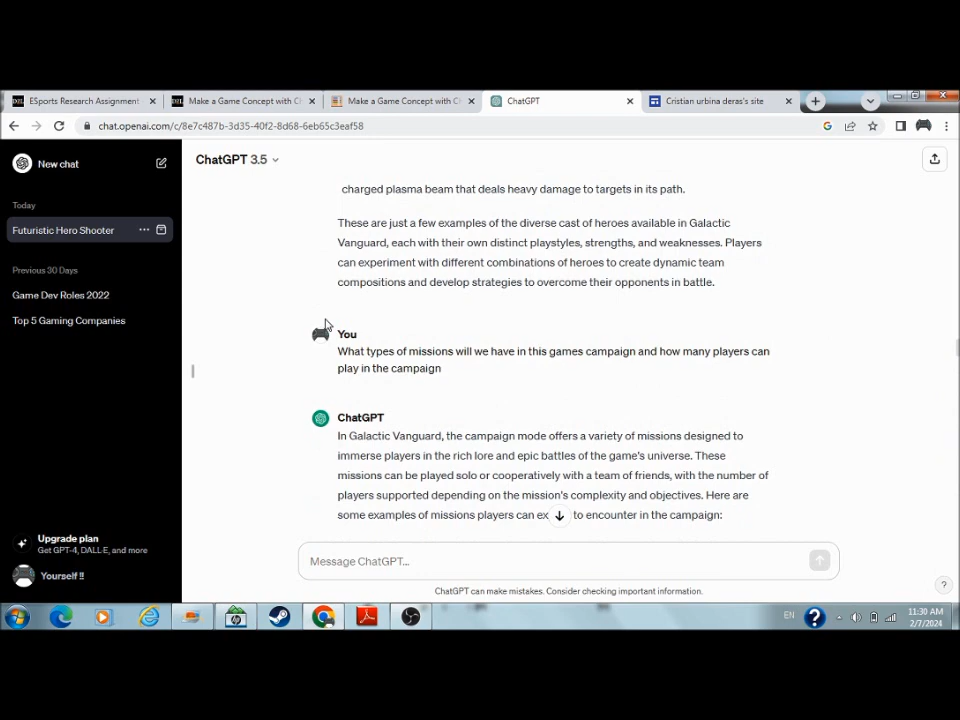 ESports Research Assignment
Make a Game Concept with Ch
Make a Game Concept with C
ChatGPT
Cristian urbina deras's site
chat.openai.com/c/8e7c487b-3d35-40f2-8d68-6eb65c3eaf58
New chat
ChatGPT 3.5
Today
Futuristic Hero Shooter
Previous 30 Days
Game Dev Roles 2022
Top 5 Gaming Companies
charged plasma beam that deals heavy damage to targets in its path.
These are just a few examples of the diverse cast of heroes available in Galactic
Vanguard, each with their own distinct playstyles, strengths, and weaknesses. Players
can experiment with different combinations of heroes to create dynamic team
compositions and develop strategies to overcome their opponents in battle.
You
What types of missions will we have in this games campaign and how many players can
play in the campaign
ChatGPT
In Galactic Vanguard, the campaign mode offers a variety of missions designed to
immerse players in the rich lore and epic battles of the game's universe. These
missions can be played solo or cooperatively with a team of friends, with the number of
players supported depending on the mission's complexity and objectives. Here are
some examples of missions players can ex to encounter in the campaign:
Upgrade plan
Get GPT-4, DALL·E, and more
Yourself !!
Message ChatGPT...
ChatGPT can make mistakes. Consider checking important information.
EN
11:30 AM
2/7/2024